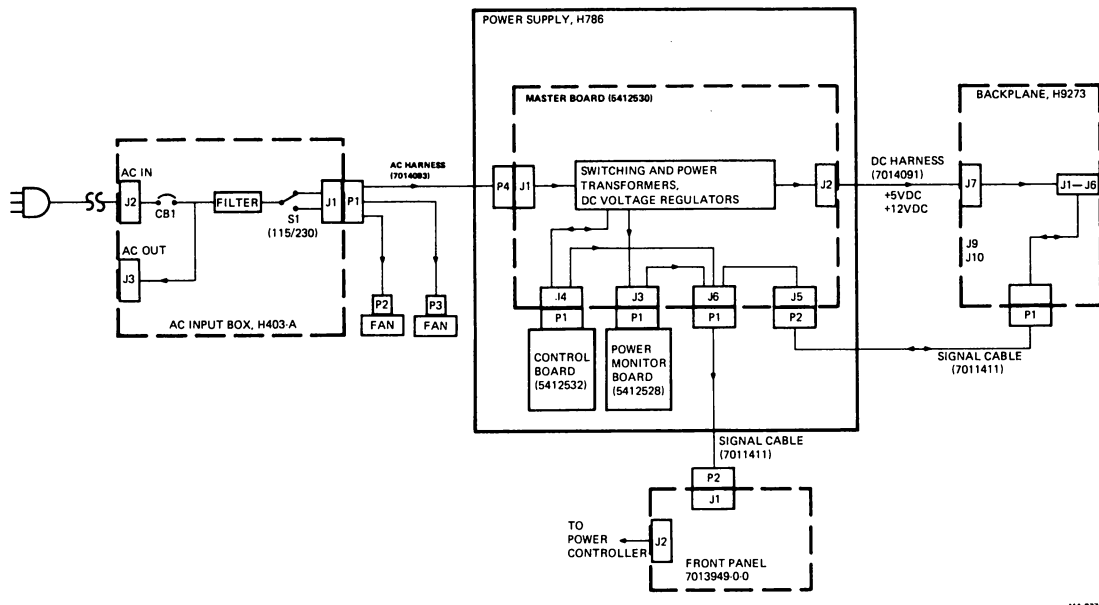 POWER SUPPLY, H786
MASTER BOARD (5412530)
BACKPLANE, H9273
AC IN
J2
CB1
FILTER
S1
(115/230)
J1
P1
AC OUT
J3
AC INPUT BOX, H403-A
AC HARNESS
(7014083)
P2
FAN
P3
FAN
P4
J1
SWITCHING AND POWER
TRANSFORMERS,
DC VOLTAGE REGULATORS
J2
DC HARNESS
(7014091)
+5VDC
+12VDC
J7
J1—J6
J9
J10
J4
P1
CONTROL
BOARD
(5412532)
J3
P1
POWER
MONITOR
BOARD
(5412528)
J6
P1
J5
P2
P1
SIGNAL CABLE
(7011411)
SIGNAL CABLE
(7011411)
P2
J1
TO
POWER
CONTROLLER
J2
FRONT PANEL
7013949-0-0